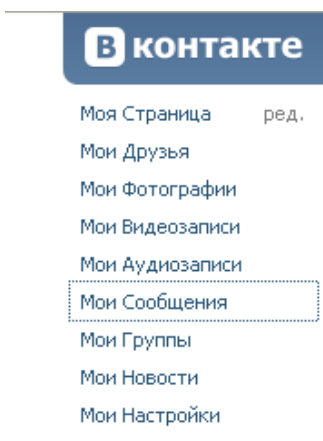 В контакте
Моя Страница ред.
Мои Друзья
Мои Фотографии
Мои Видеозаписи
Мои Аудиозаписи
Мои Сообщения
Мои Группы
Мои Новости
Мои Настройки